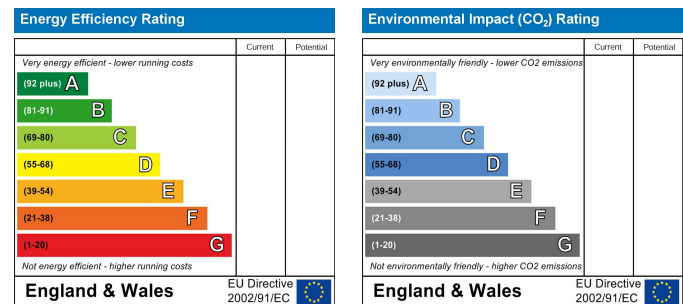 Energy Efficiency Rating
Current Potential
Very energy efficient - lower running costs
(92 plus) A
(81-91) B
(69-80) C
(55-68) D
(39-54) E
(21-38) F
(1-20) G
Not energy efficient - higher running costs
England & Wales
EU Directive
2002/91/EC
Environmental Impact (CO₂) Rating
Current Potential
Very environmentally friendly - lower CO2 emissions
(92 plus) A
(81-91) B
(69-80) C
(55-68) D
(39-54) E
(21-38) F
(1-20) G
Not environmentally friendly - higher CO2 emissions
England & Wales
EU Directive
2002/91/EC